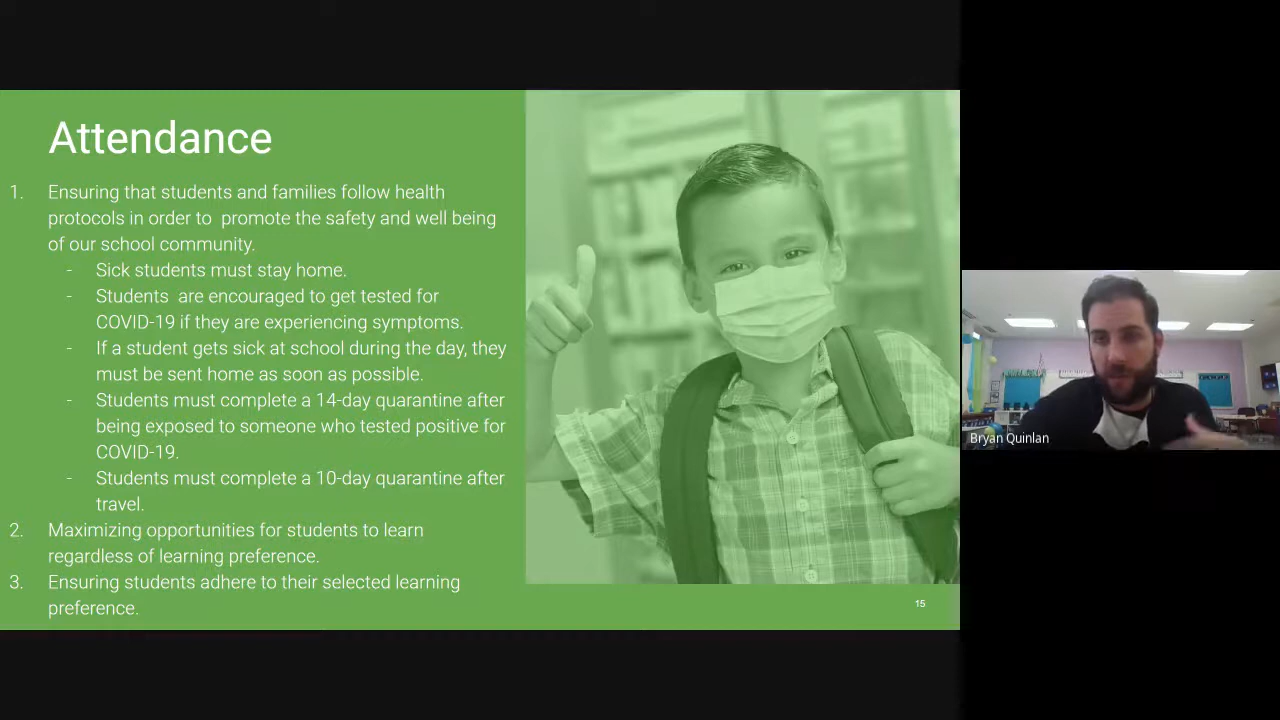 Attendance
1. Ensuring that students and families follow health
protocols in order to  promote the safety and well being
of our school community.
- Sick students must stay home.
- Students  are encouraged to get tested for
COVID-19 if they are experiencing symptoms.
- If a student gets sick at school during the day, they
must be sent home as soon as possible.
- Students must complete a 14-day quarantine after
being exposed to someone who tested positive for
COVID-19.
- Students must complete a 10-day quarantine after
travel.
2. Maximizing opportunities for students to learn
regardless of learning preference.
3. Ensuring students adhere to their selected learning
preference.
15
Bryan Quinlan